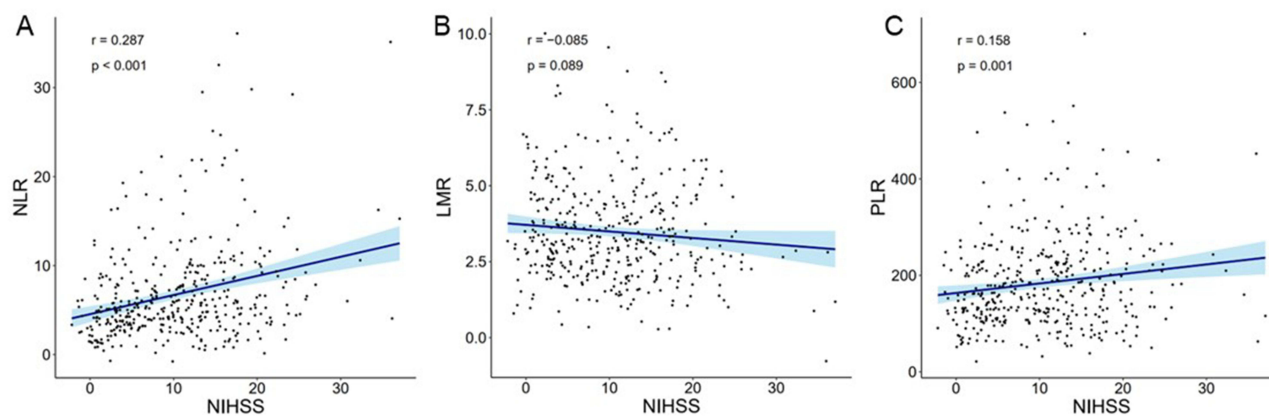 A
r = 0.287
p < 0.001
30
20
10
0
NLR
0 10 20 30
NIHSS
B
r = −0.085
p = 0.089
10.0
7.5
5.0
2.5
0.0
LMR
0 10 20 30
NIHSS
C
r = 0.158
p = 0.001
600
400
200
0
PLR
0 10 20 30
NIHSS